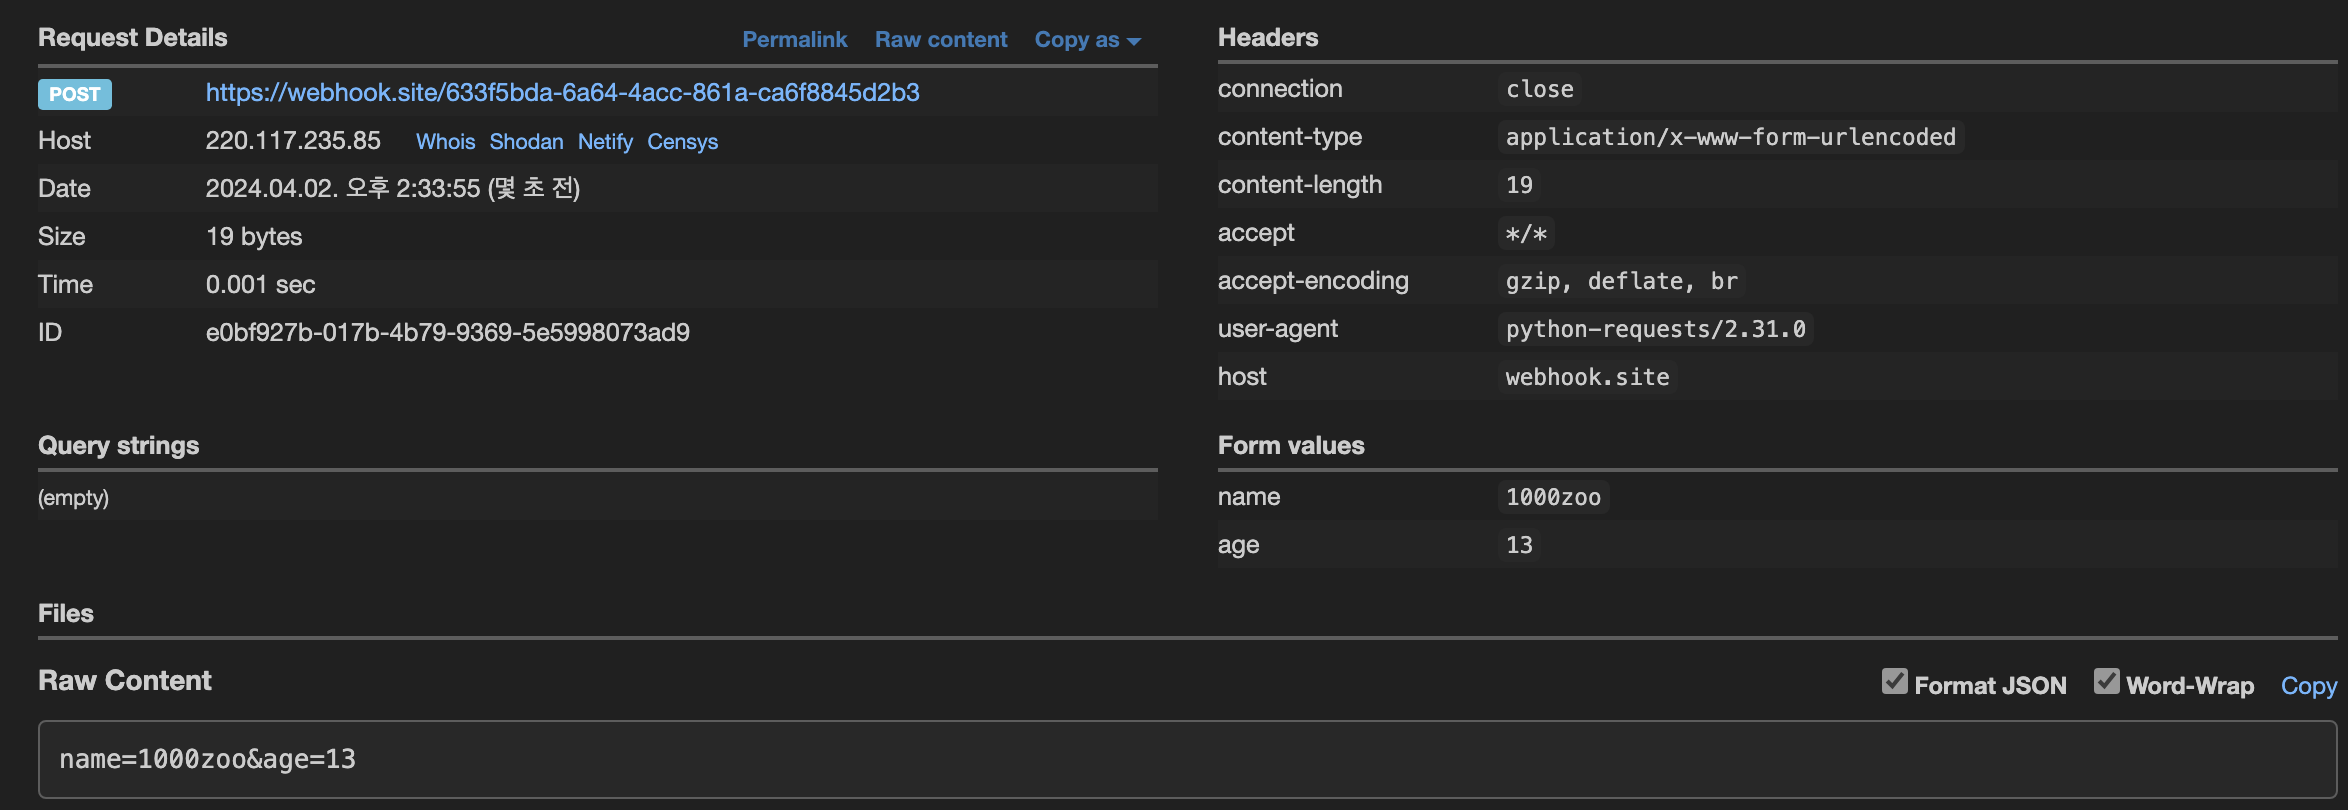 Request Details
Permalink Raw content Copy as
POST https://webhook.site/633f5bda-6a64-4acc-861a-ca6f8845d2b3
Host 220.117.235.85 Whois Shodan Netify Censys
Date 2024.04.02. 오후 2:33:55 (몇 초 전)
Size 19 bytes
Time 0.001 sec
ID e0bf927b-017b-4b79-9369-5e5998073ad9
Headers
connection close
content-type application/x-www-form-urlencoded
content-length 19
accept */*
accept-encoding gzip, deflate, br
user-agent python-requests/2.31.0
host webhook.site
Query strings
(empty)
Form values
name 1000zoo
age 13
Files
Raw Content
Format JSON Word-Wrap Copy
name=1000zoo&age=13